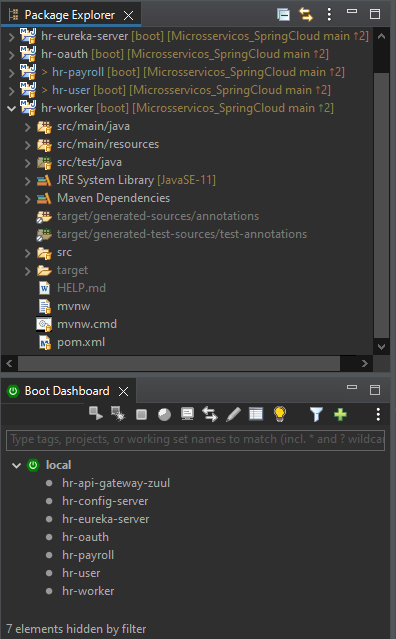 Package Explorer
hr-eureka-server [boot] [Microsservicos_SpringCloud main ↑2]
hr-oauth [boot] [Microsservicos_SpringCloud main ↑2]
> hr-payroll [boot] [Microsservicos_SpringCloud main ↑2]
> hr-user [boot] [Microsservicos_SpringCloud main ↑2]
hr-worker [boot] [Microsservicos_SpringCloud main ↑2]
src/main/java
src/main/resources
src/test/java
JRE System Library [JavaSE-11]
Maven Dependencies
target/generated-sources/annotations
target/generated-test-sources/test-annotations
src
target
HELP.md
mvnw
mvnw.cmd
pom.xml
Boot Dashboard
Type tags, projects, or working set names to match (incl. * and ? wildcar
local
hr-api-gateway-zuul
hr-config-server
hr-eureka-server
hr-oauth
hr-payroll
hr-user
hr-worker
7 elements hidden by filter